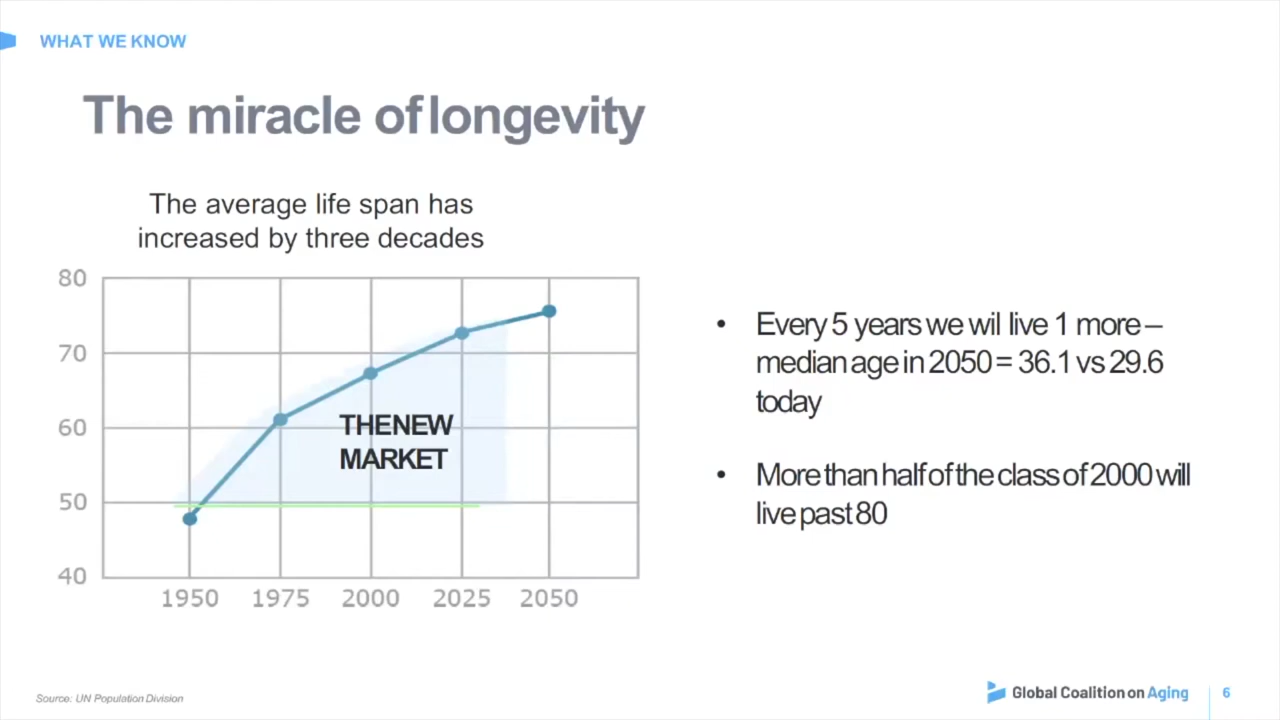 WHAT WE KNOW
The miracle of longevity
The average life span has
increased by three decades
80
70
60
50
40
THE NEW
MARKET
1950 1975 2000 2025 2050
• Every 5 years we wil live 1 more –
median age in 2050 = 36.1 vs 29.6
today
• More than half of the class of 2000 will
live past 80
Source: UN Population Division
Global Coalition on Aging
6